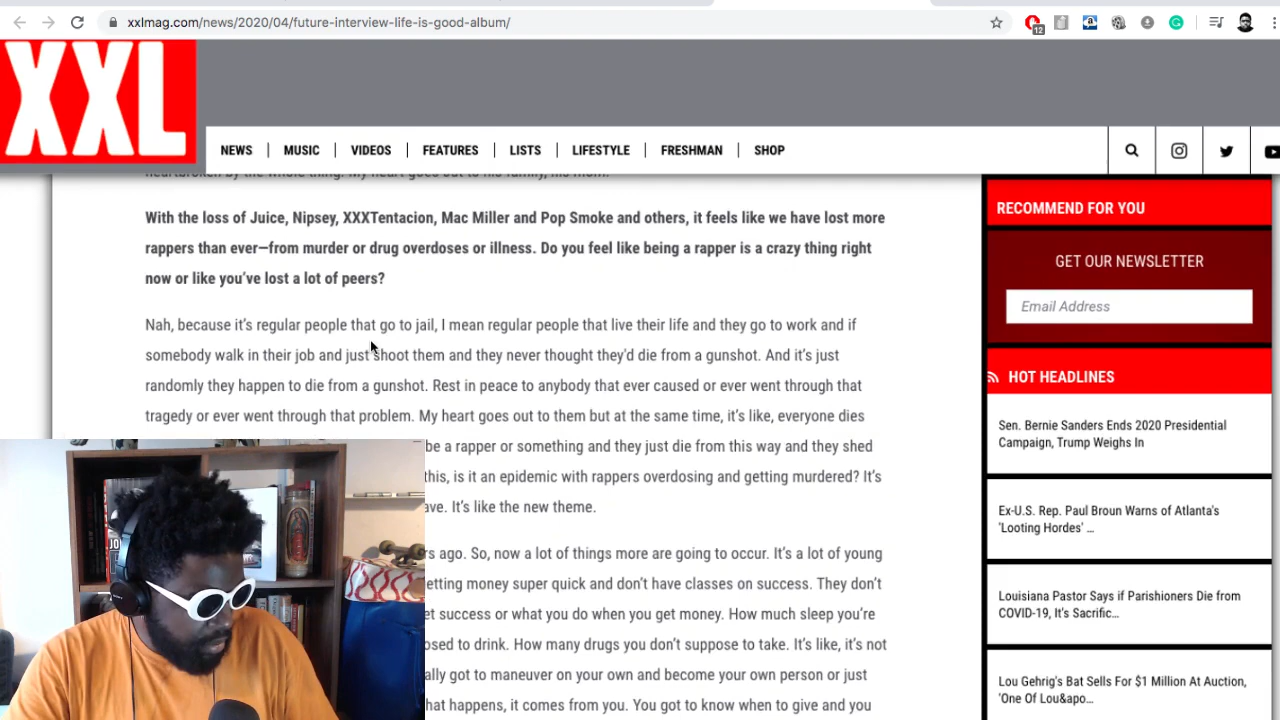 xxlmag.com/news/2020/04/future-interview-life-is-good-album/
12
XXL
NEWS | MUSIC | VIDEOS | FEATURES | LISTS | LIFESTYLE | FRESHMAN | SHOP
heartbroken by the whole thing. My heart goes out to his family, his mom.
With the loss of Juice, Nipsey, XXXTentacion, Mac Miller and Pop Smoke and others, it feels like we have lost more
rappers than ever—from murder or drug overdoses or illness. Do you feel like being a rapper is a crazy thing right
now or like you’ve lost a lot of peers?
Nah, because it’s regular people that go to jail, I mean regular people that live their life and they go to work and if
somebody walk in their job and just shoot them and they never thought they’d die from a gunshot. And it’s just
randomly they happen to die from a gunshot. Rest in peace to anybody that ever caused or ever went through that
tragedy or ever went through that problem. My heart goes out to them but at the same time, it’s like, everyone dies
be a rapper or something and they just die from this way and they shed
this, is it an epidemic with rappers overdosing and getting murdered? It’s
ave. It’s like the new theme.
rs ago. So, now a lot of things more are going to occur. It’s a lot of young
etting money super quick and don’t have classes on success. They don’t
et success or what you do when you get money. How much sleep you’re
osed to drink. How many drugs you don’t suppose to take. It’s like, it’s not
ally got to maneuver on your own and become your own person or just
hat happens, it comes from you. You got to know when to give and you
RECOMMEND FOR YOU
GET OUR NEWSLETTER
Email Address
HOT HEADLINES
Sen. Bernie Sanders Ends 2020 Presidential
Campaign, Trump Weighs In
Ex-U.S. Rep. Paul Broun Warns of Atlanta's
'Looting Hordes' ...
Louisiana Pastor Says if Parishioners Die from
COVID-19, It's Sacrific...
Lou Gehrig's Bat Sells For $1 Million At Auction,
'One Of Lou&apo...